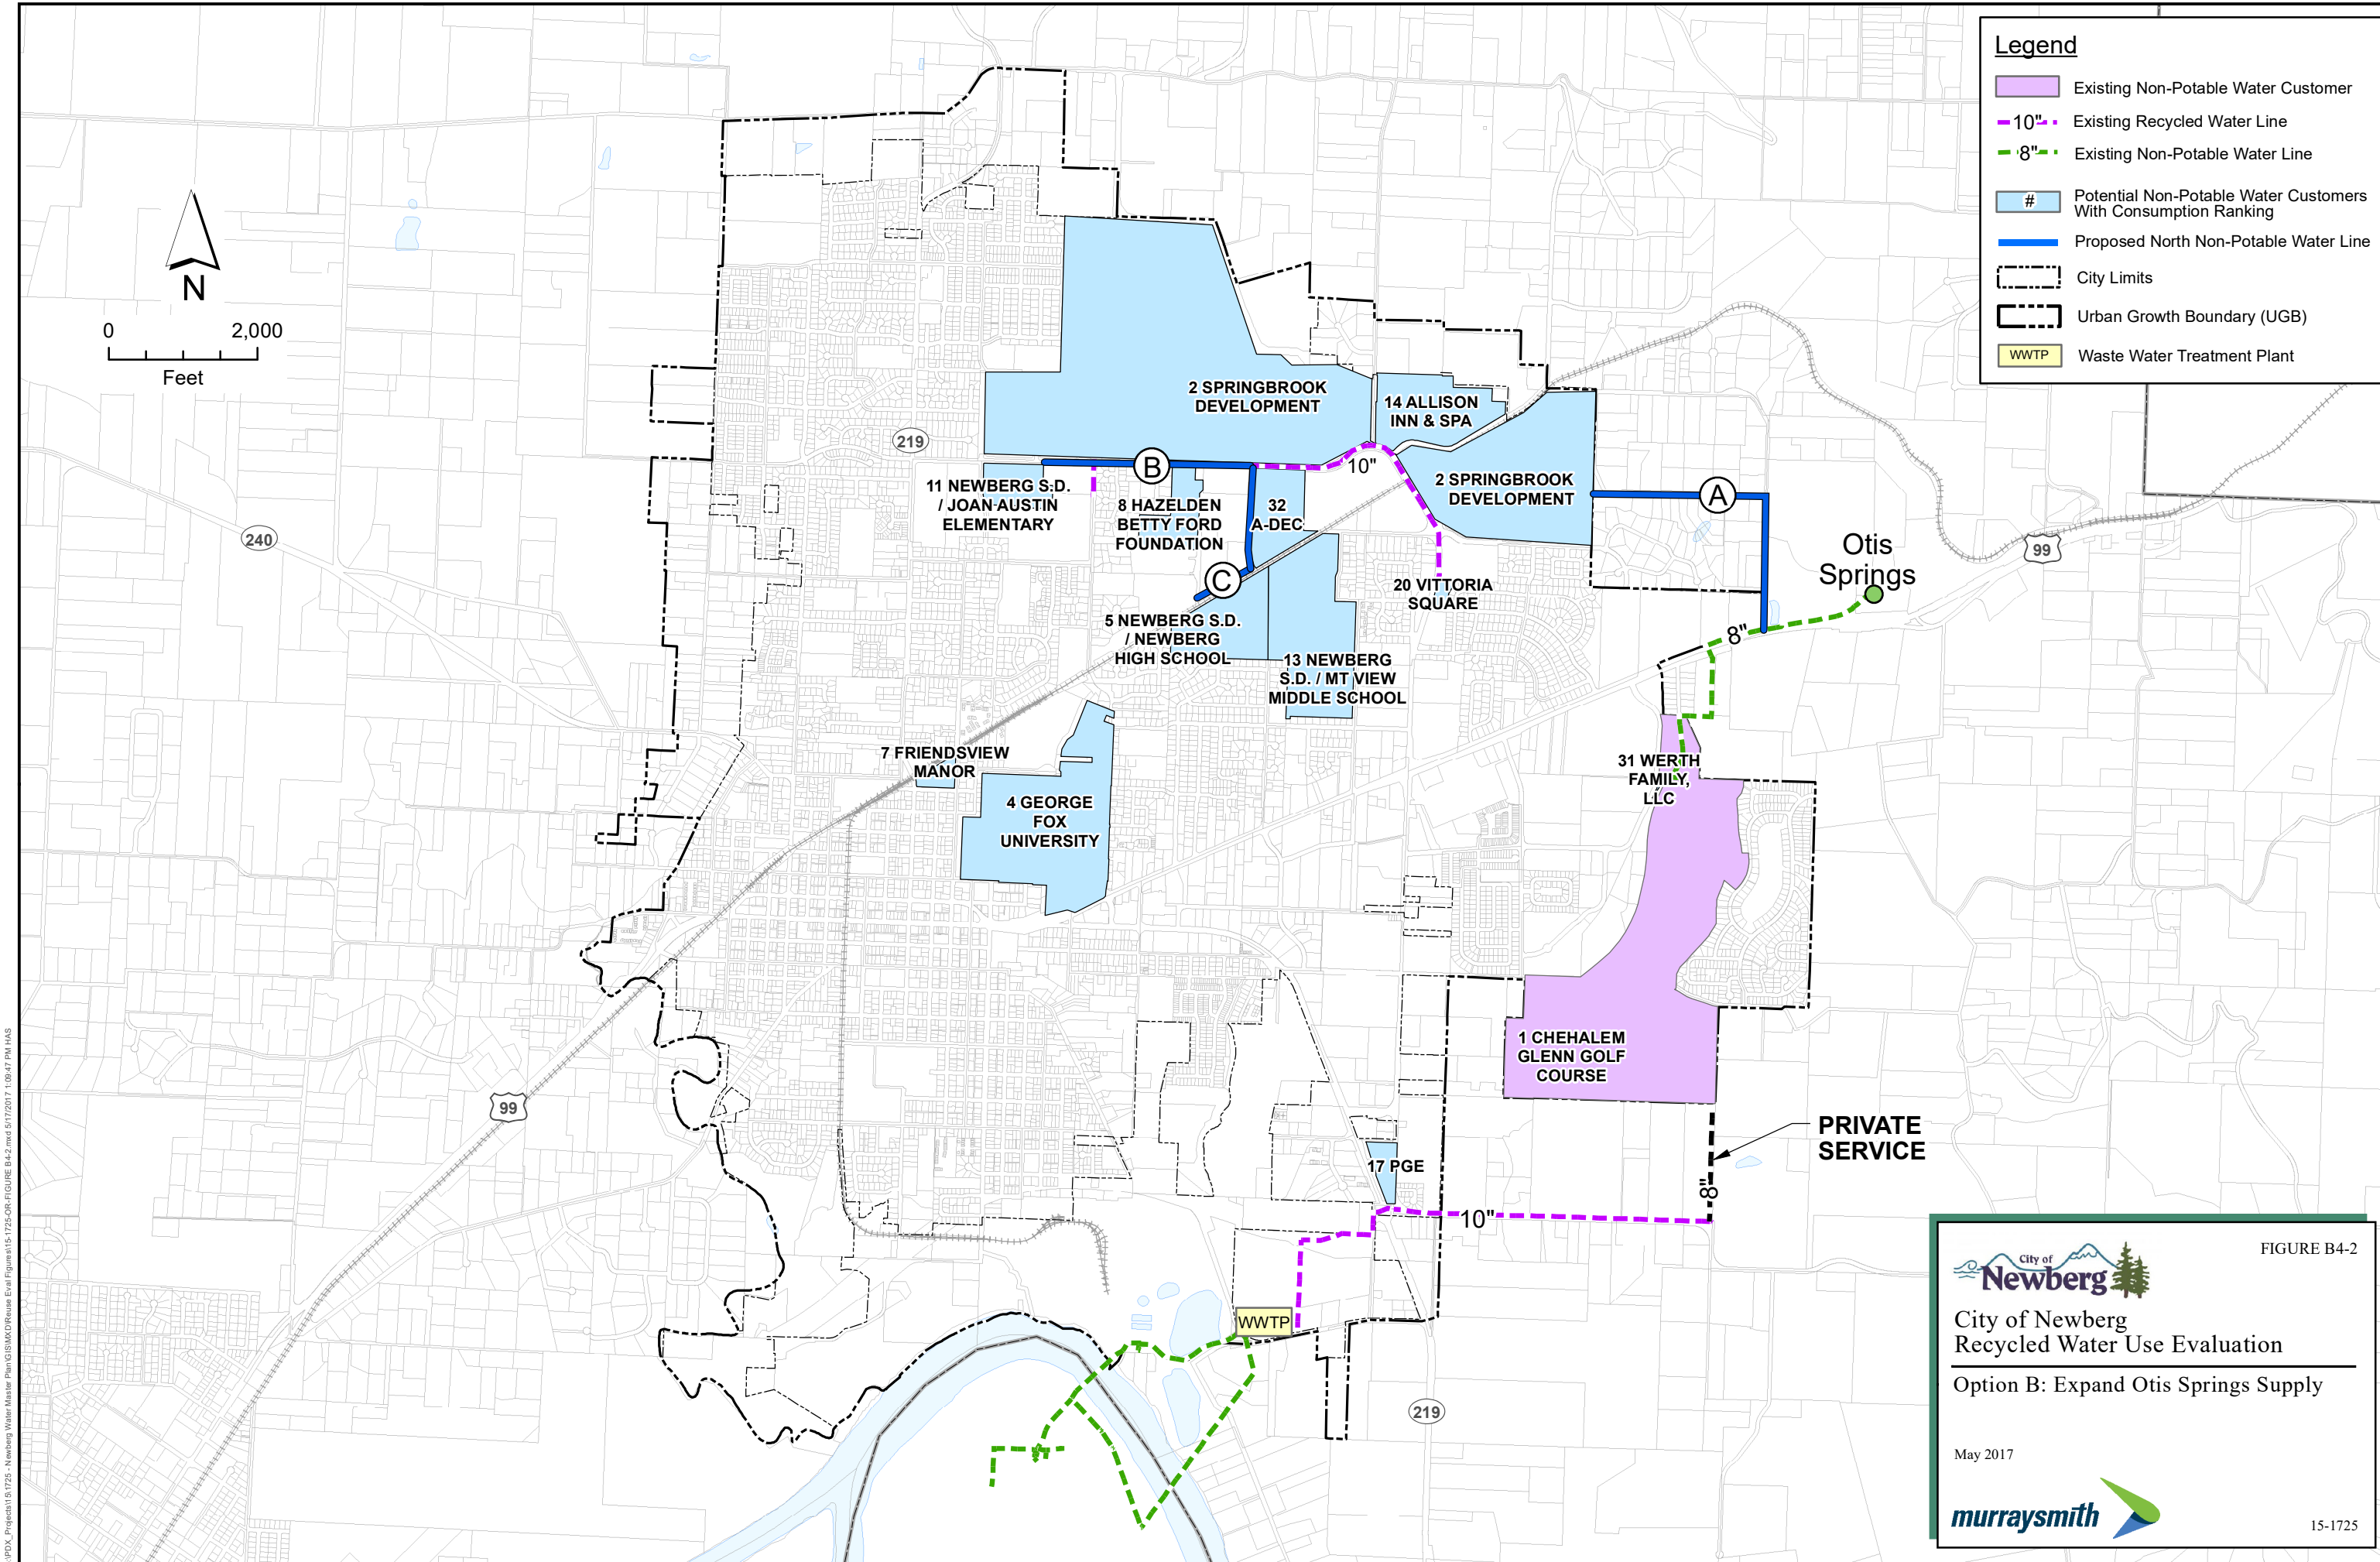 Legend
Existing Non-Potable Water Customer
10"
Existing Recycled Water Line
8"
Existing Non-Potable Water Line
#
Potential Non-Potable Water Customers
With Consumption Ranking
Proposed North Non-Potable Water Line
City Limits
Urban Growth Boundary (UGB)
WWTP
Waste Water Treatment Plant
N
0 2,000
Feet
2 SPRINGBROOK
DEVELOPMENT
14 ALLISON
INN & SPA
219
10"
B
2 SPRINGBROOK
DEVELOPMENT
A
11 NEWBERG S.D.
/ JOAN AUSTIN
ELEMENTARY
8 HAZELDEN
BETTY FORD
FOUNDATION
32
A-DEC
240
Otis
Springs
99
C
20 VITTORIA
SQUARE
5 NEWBERG S.D.
/ NEWBERG
HIGH SCHOOL
8"
13 NEWBERG
S.D. / MT VIEW
MIDDLE SCHOOL
7 FRIENDSVIEW
MANOR
31 WERTH
FAMILY,
LLC
4 GEORGE
FOX
UNIVERSITY
1 CHEHALEM
GLENN GOLF
COURSE
99
PRIVATE
SERVICE
17 PGE
8"
10"
WWTP
219
City of
Newberg
FIGURE B4-2
City of Newberg
Recycled Water Use Evaluation
Option B: Expand Otis Springs Supply
May 2017
murraysmith
15-1725